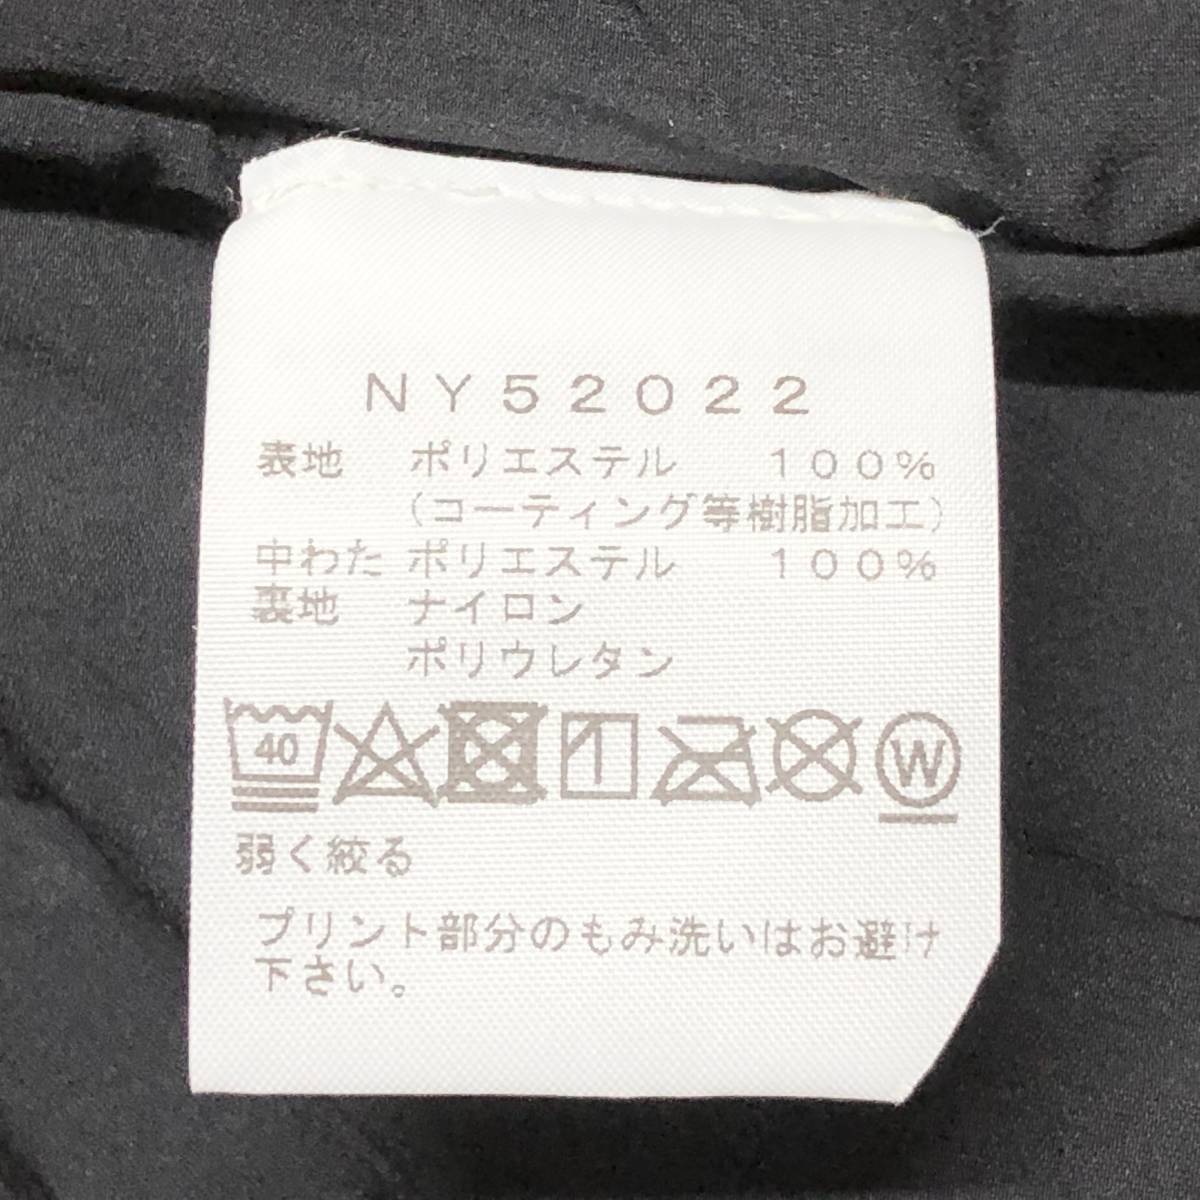 NY52022
表地 ポリエステル 100%
(コーティング等樹脂加工)
中わた ポリエステル 100%
裏地 ナイロン
ポリウレタン
40 W
弱く絞る
プリント部分のもみ洗いはお避け
下さい。